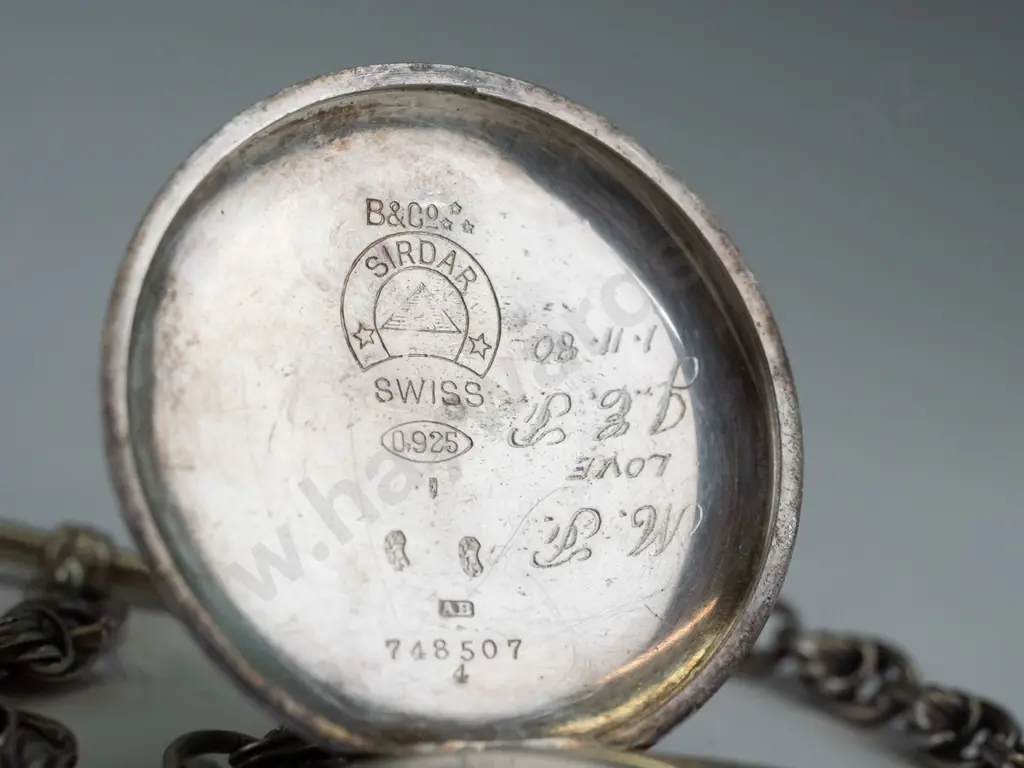 B&Co
SIRDAR
SWISS
0,925
AB
748507
4
M. P.
LOVE
J. E. P.
1.11.80